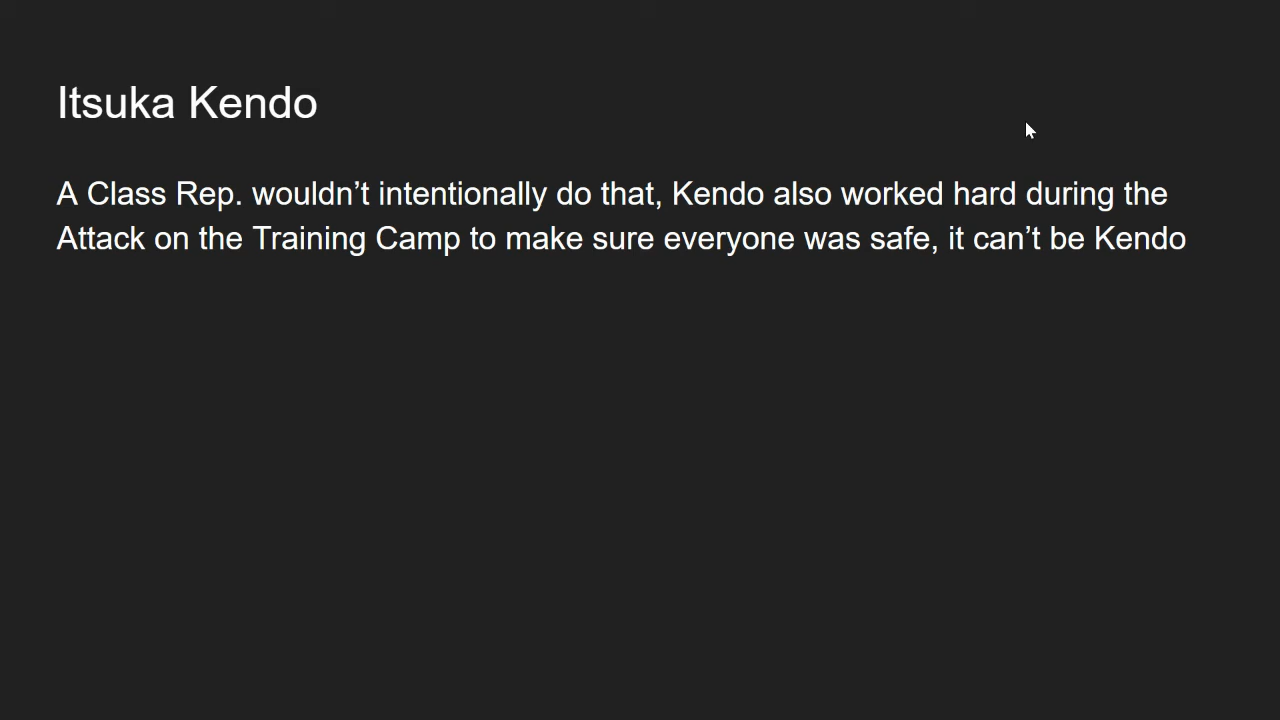 Itsuka Kendo
A Class Rep. wouldn’t intentionally do that, Kendo also worked hard during the
Attack on the Training Camp to make sure everyone was safe, it can’t be Kendo